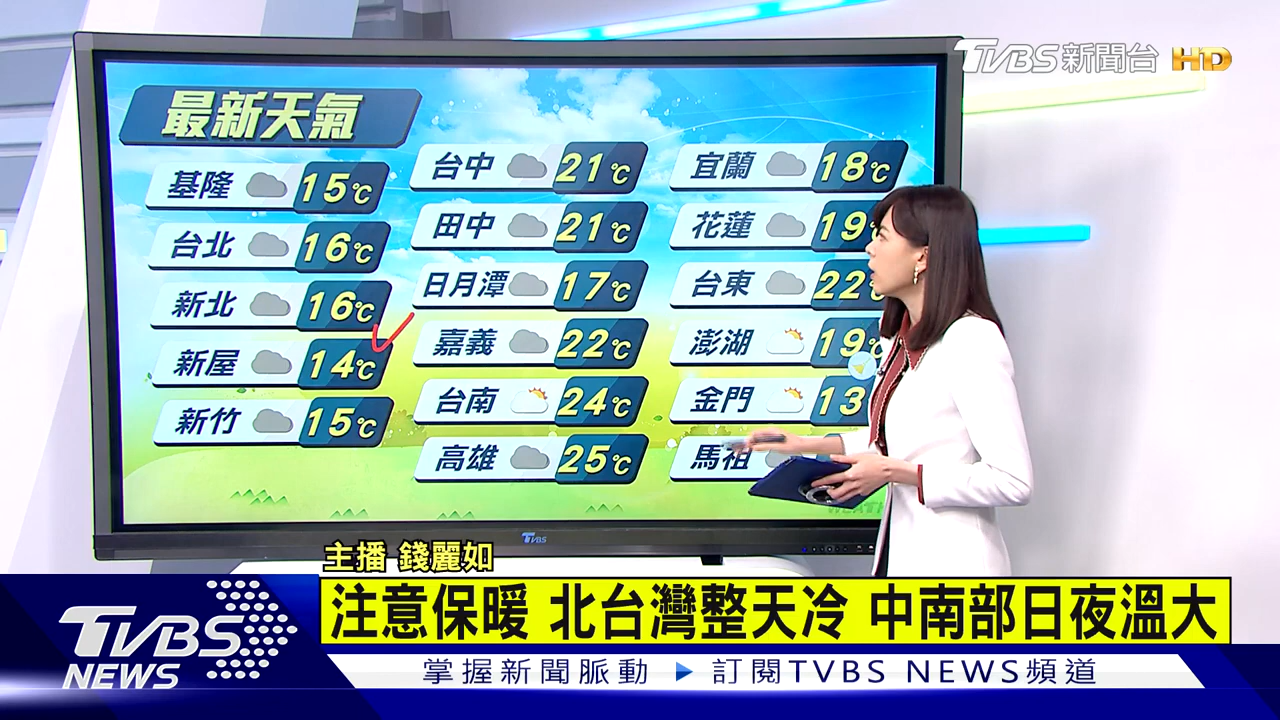 TVBS新聞台 HD
最新天氣
基隆 15℃
台北 16℃
新北 16℃
新屋 14℃
新竹 15℃
台中 21℃
田中 21℃
日月潭 17℃
嘉義 22℃
台南 24℃
高雄 25℃
宜蘭 18℃
花蓮 19℃
台東 22℃
澎湖 19℃
金門 13
馬祖
TVBS
主播 錢麗如
注意保暖 北台灣整天冷 中南部日夜溫大
TVBS NEWS
掌握新聞脈動 ▶ 訂閱TVBS NEWS頻道